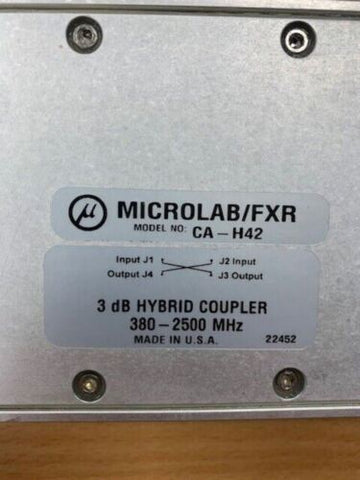 μ MICROLAB/FXR
MODEL NO: CA - H42
Input J1 J2 Input
Output J4 J3 Output
3 dB HYBRID COUPLER
380-2500 MHz
MADE IN U.S.A. 22452